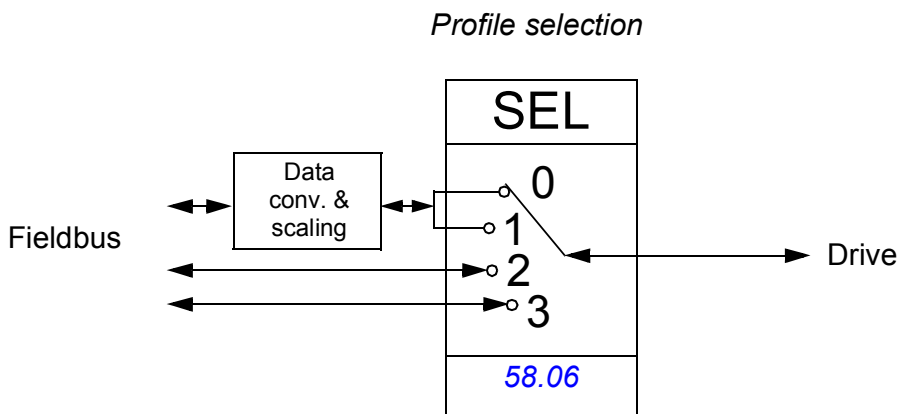 Profile selection
SEL
Data
conv. &
scaling
0
1
2
3
Fieldbus
Drive
58.06